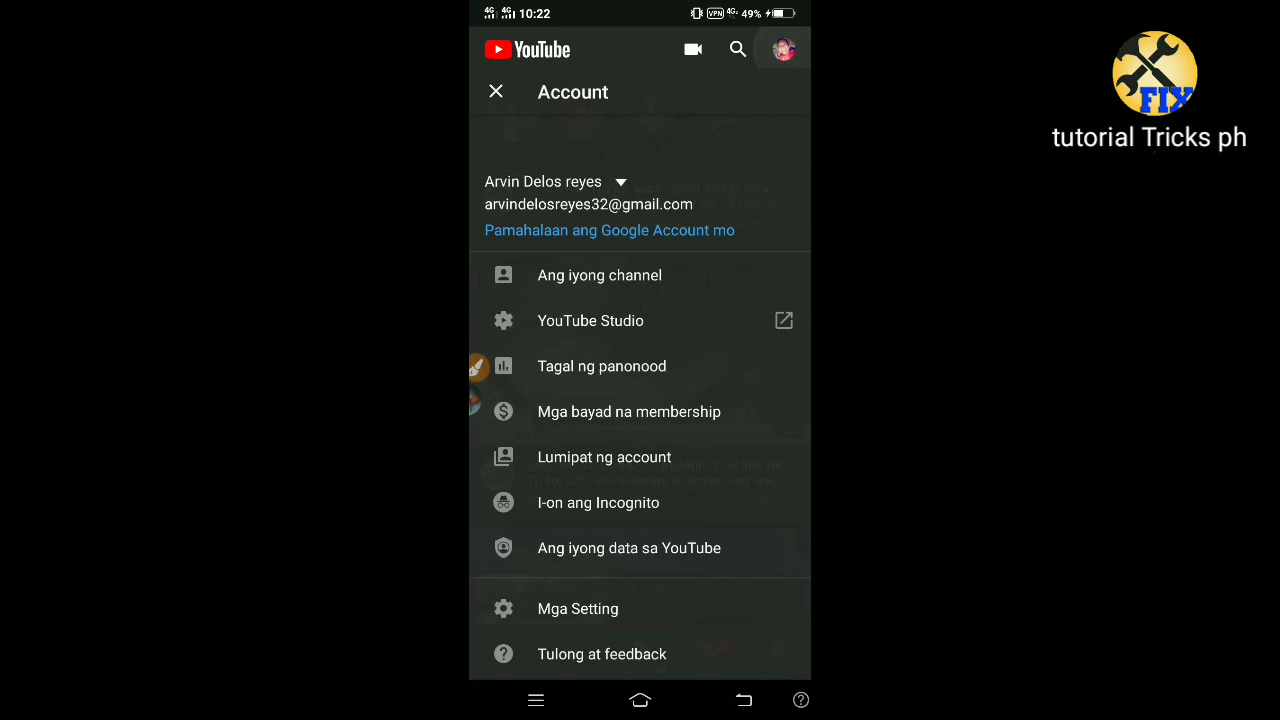 4G 4G 10:22 VPN 4G 49%
YouTube
Account
Arvin Delos reyes
arvindelosreyes32@gmail.com
Pamahalaan ang Google Account mo
Ang iyong channel
YouTube Studio
Tagal ng panonood
Mga bayad na membership
Lumipat ng account
I-on ang Incognito
Ang iyong data sa YouTube
Mga Setting
Tulong at feedback
FIX
tutorial Tricks ph